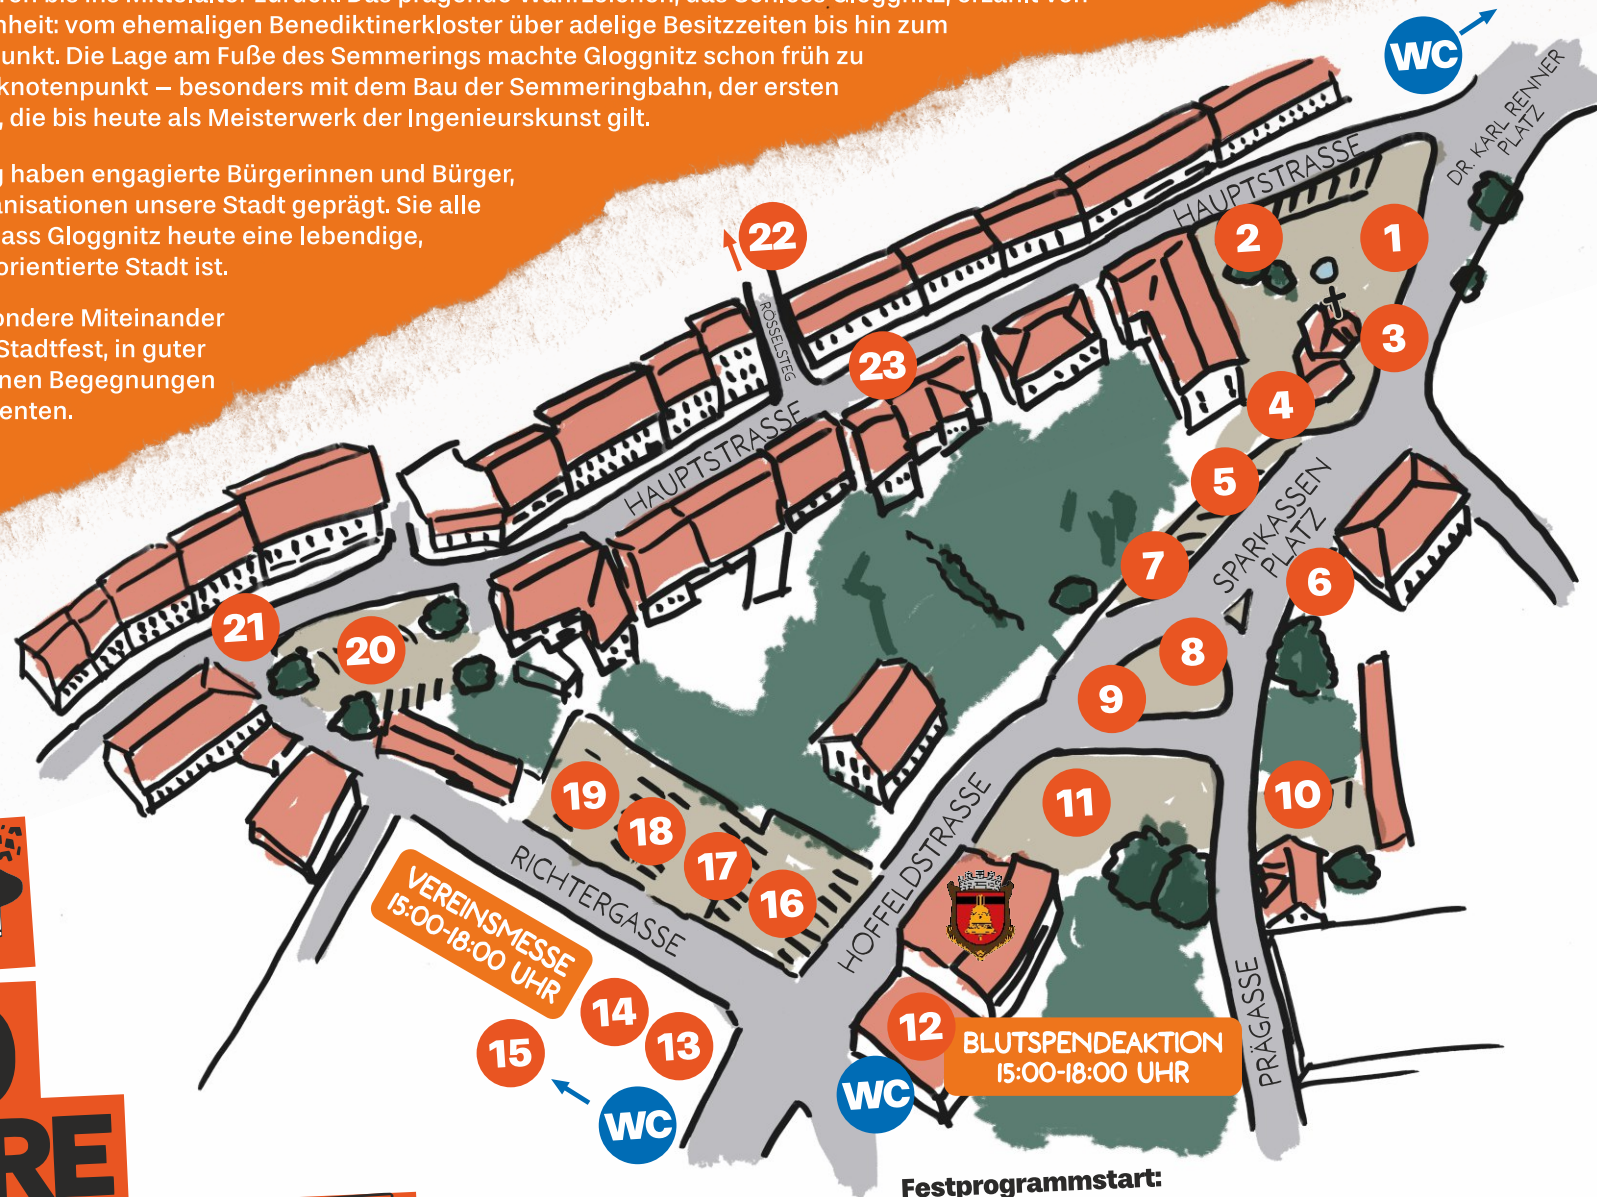 nheit: vom ehemaligen Benediktinerkloster über adelige Besitzzeiten bis hin zum
unkt. Die Lage am Fuße des Semmerings machte Gloggnitz schon früh zu
knotenpunkt – besonders mit dem Bau der Semmeringbahn, der ersten
, die bis heute als Meisterwerk der Ingenieurskunst gilt.
g haben engagierte Bürgerinnen und Bürger,
anisationen unsere Stadt geprägt. Sie alle
ass Gloggnitz heute eine lebendige,
orientierte Stadt ist.
ondere Miteinander
Stadtfest, in guter
nen Begegnungen
enten.
WC
DR. KARL RENNER
PLATZ
HAUPTSTRASSE
22
2
1
RÖSSELSTEG
3
23
4
HAUPTSTRASSE
5
SPARKASSEN
PLATZ
7
6
21
20
8
9
19
18
17
16
11
10
HOFFELDSTRASSE
RICHTERGASSE
VEREINSMESSE
15:00-18:00 UHR
14
13
15
WC
12
BLUTSPENDEAKTION
15:00-18:00 UHR
WC
PRÄGASSE
RE
Festprogrammstart: